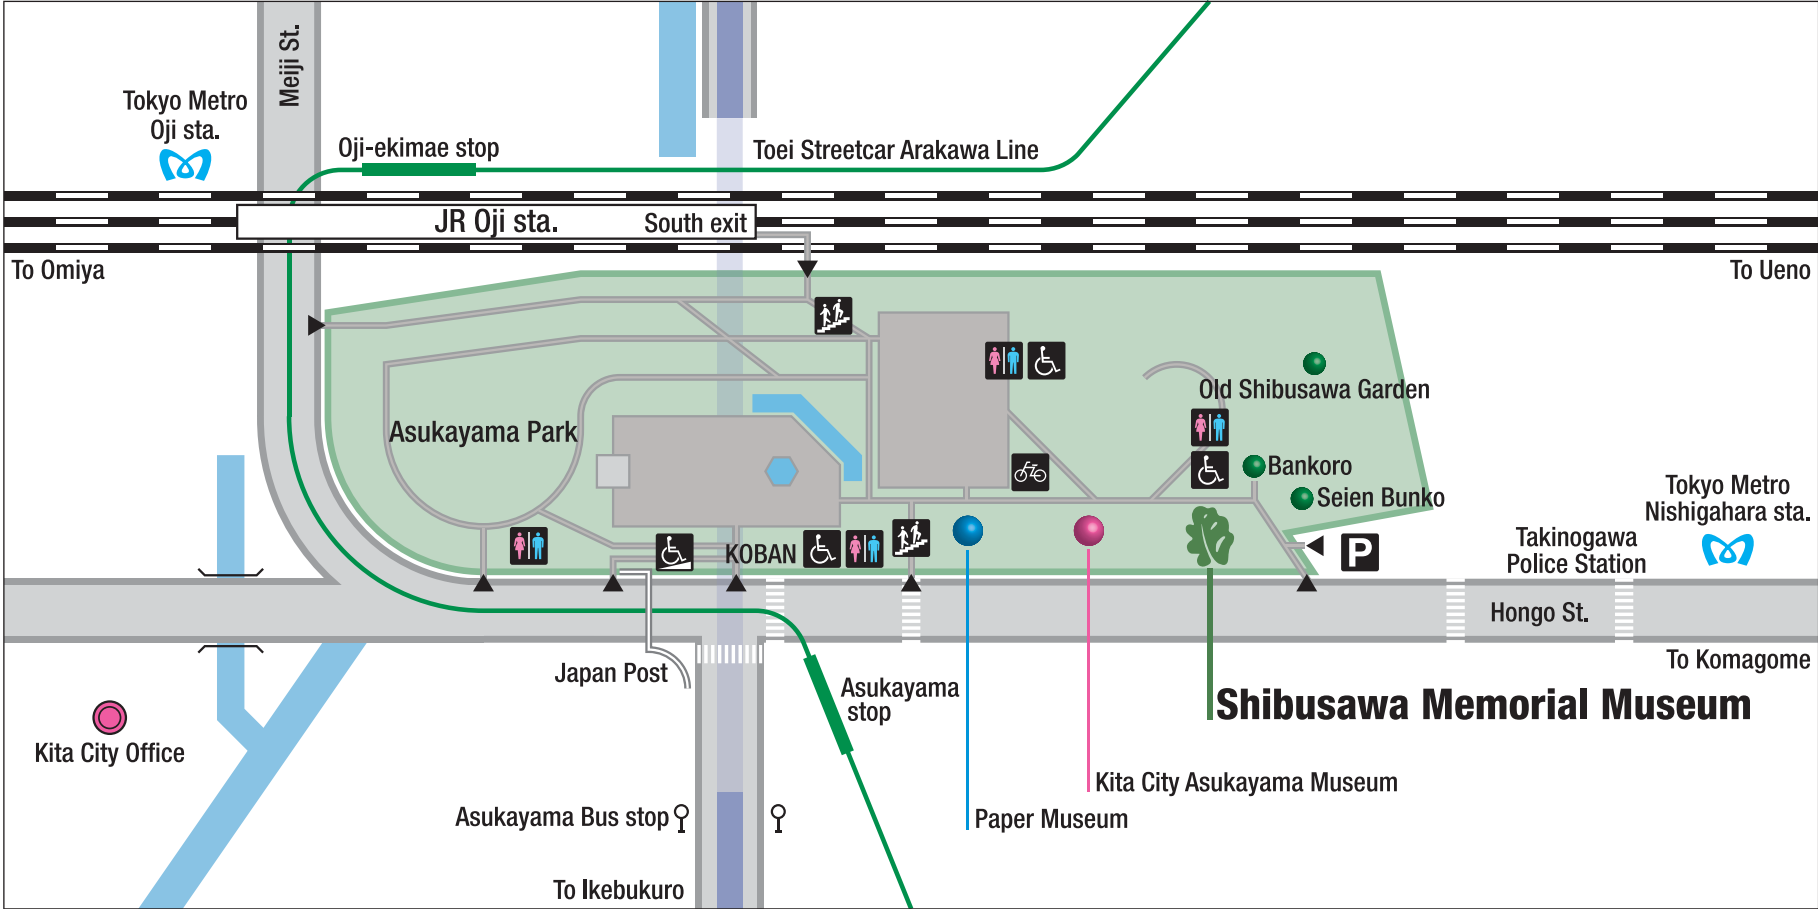 Meiji St.
Tokyo Metro
Oji sta.
Oji-ekimae stop
Toei Streetcar Arakawa Line
JR Oji sta.
South exit
To Omiya
To Ueno
Old Shibusawa Garden
Asukayama Park
Bankoro
Seien Bunko
Tokyo Metro
Nishigahara sta.
KOBAN
P
Takinogawa
Police Station
Hongo St.
To Komagome
Japan Post
Asukayama
stop
Shibusawa Memorial Museum
Kita City Office
Kita City Asukayama Museum
Asukayama Bus stop
Paper Museum
To Ikebukuro